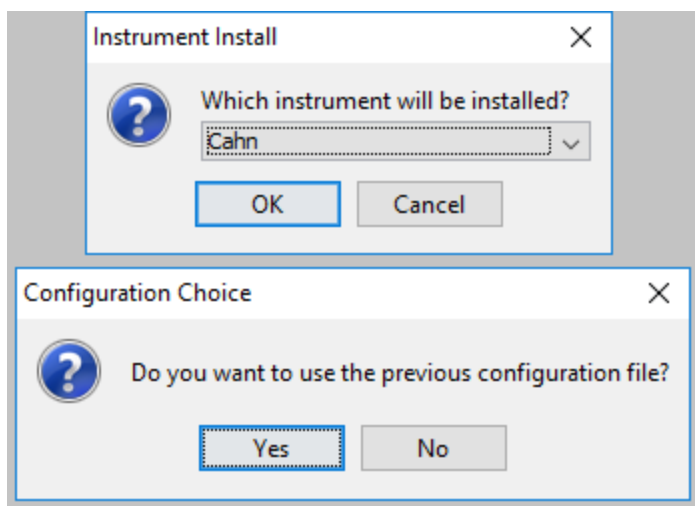 Instrument Install
Which instrument will be installed?
Cahn
OK Cancel
Configuration Choice
Do you want to use the previous configuration file?
Yes No